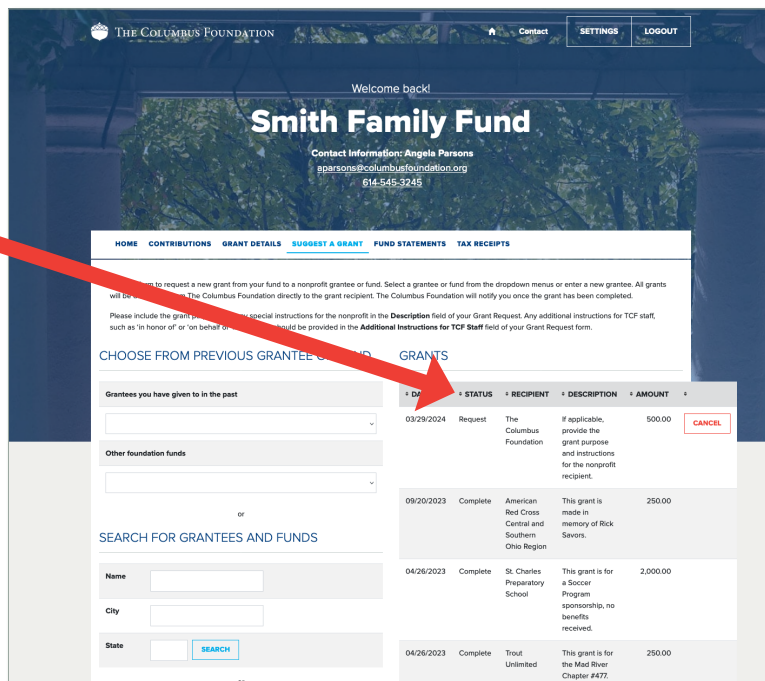 THE COLUMBUS FOUNDATION
Contact
SETTINGS
LOGOUT
Welcome back!
Smith Family Fund
Contact Information: Angela Parsons
aparsons@columbusfoundation.org
614-545-3245
HOME CONTRIBUTIONS GRANT DETAILS SUGGEST A GRANT FUND STATEMENTS TAX RECEIPTS
to request a new grant from your fund to a nonprofit grantee or fund. Select a grantee or fund from the dropdown menus or enter a new grantee. All grants
will be The Columbus Foundation directly to the grant recipient. The Columbus Foundation will notify you once the grant has been completed.
Please include the grant special instructions for the nonprofit in the Description field of your Grant Request. Any additional instructions for TCF staff,
such as 'in honor of' or 'on behalf of' should be provided in the Additional Instructions for TCF Staff field of your Grant Request form.
CHOOSE FROM PREVIOUS GRANTEE
Grantees you have given to in the past
Other foundation funds
or
SEARCH FOR GRANTEES AND FUNDS
Name
City
State
SEARCH
GRANTS
STATUS RECIPIENT DESCRIPTION AMOUNT
03/29/2024 Request The 500.00 CANCEL
Columbus
Foundation
If applicable,
provide the
grant purpose
and instructions
for the nonprofit
recipient.
09/20/2023 Complete American 250.00
Red Cross
Central and
Southern
Ohio Region
This grant is
made in
memory of Rick
Savors.
04/26/2023 Complete St. Charles 2,000.00
Preparatory
School
This grant is for
a Soccer
Program
sponsorship, no
benefits
received.
04/26/2023 Complete Trout 250.00
Unlimited
This grant is for
the Mad River
Chapter #477.